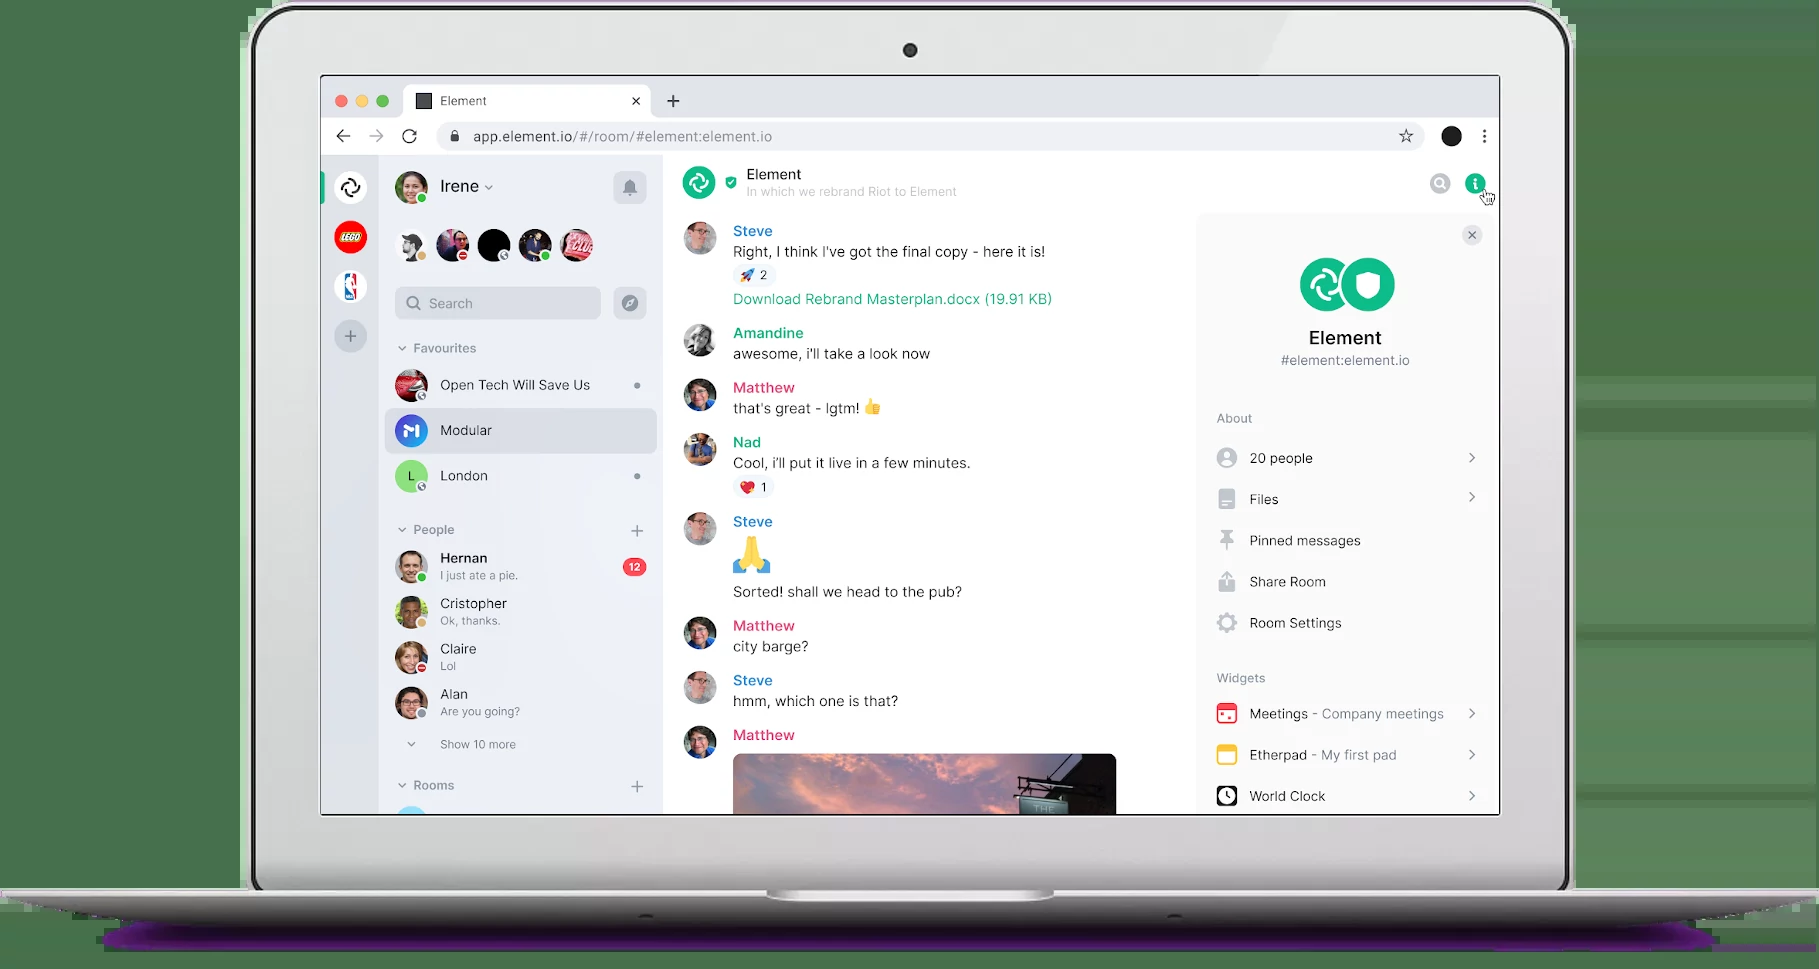 Element
app.element.io/#/room/#element:element.io
Irene
LEGO
Search
Favourites
Open Tech Will Save Us
Modular
L London
People
Hernan
I just ate a pie.
12
Cristopher
Ok, thanks.
Claire
Lol
Alan
Are you going?
Show 10 more
Rooms
Element
In which we rebrand Riot to Element
Steve
Right, I think I've got the final copy - here it is!
2
Download Rebrand Masterplan.docx (19.91 KB)
Amandine
awesome, i'll take a look now
Matthew
that's great - lgtm!
Nad
Cool, i'll put it live in a few minutes.
1
Steve
Sorted! shall we head to the pub?
Matthew
city barge?
Steve
hmm, which one is that?
Matthew
THE
Element
#element:element.io
About
20 people
Files
Pinned messages
Share Room
Room Settings
Widgets
Meetings - Company meetings
Etherpad - My first pad
World Clock